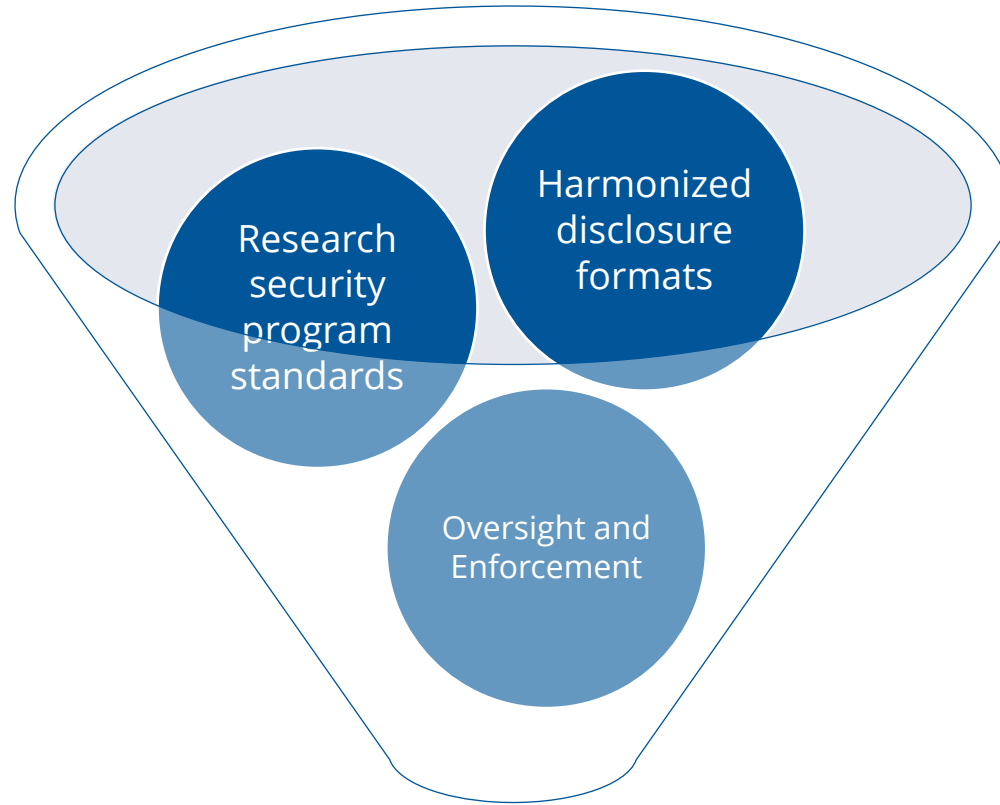 Research
security
program
standards
Harmonized
disclosure
formats
Oversight and
Enforcement